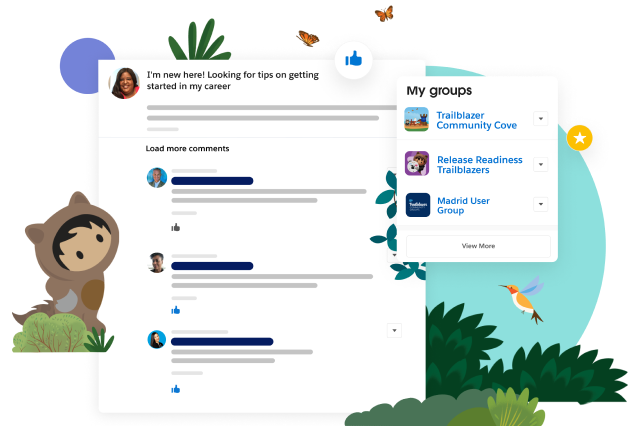 I'm new here! Looking for tips on getting
started in my career
Load more comments
My groups
Trailblazer
Community Cove
Release Readiness
Trailblazers
Madrid User
Group
View More